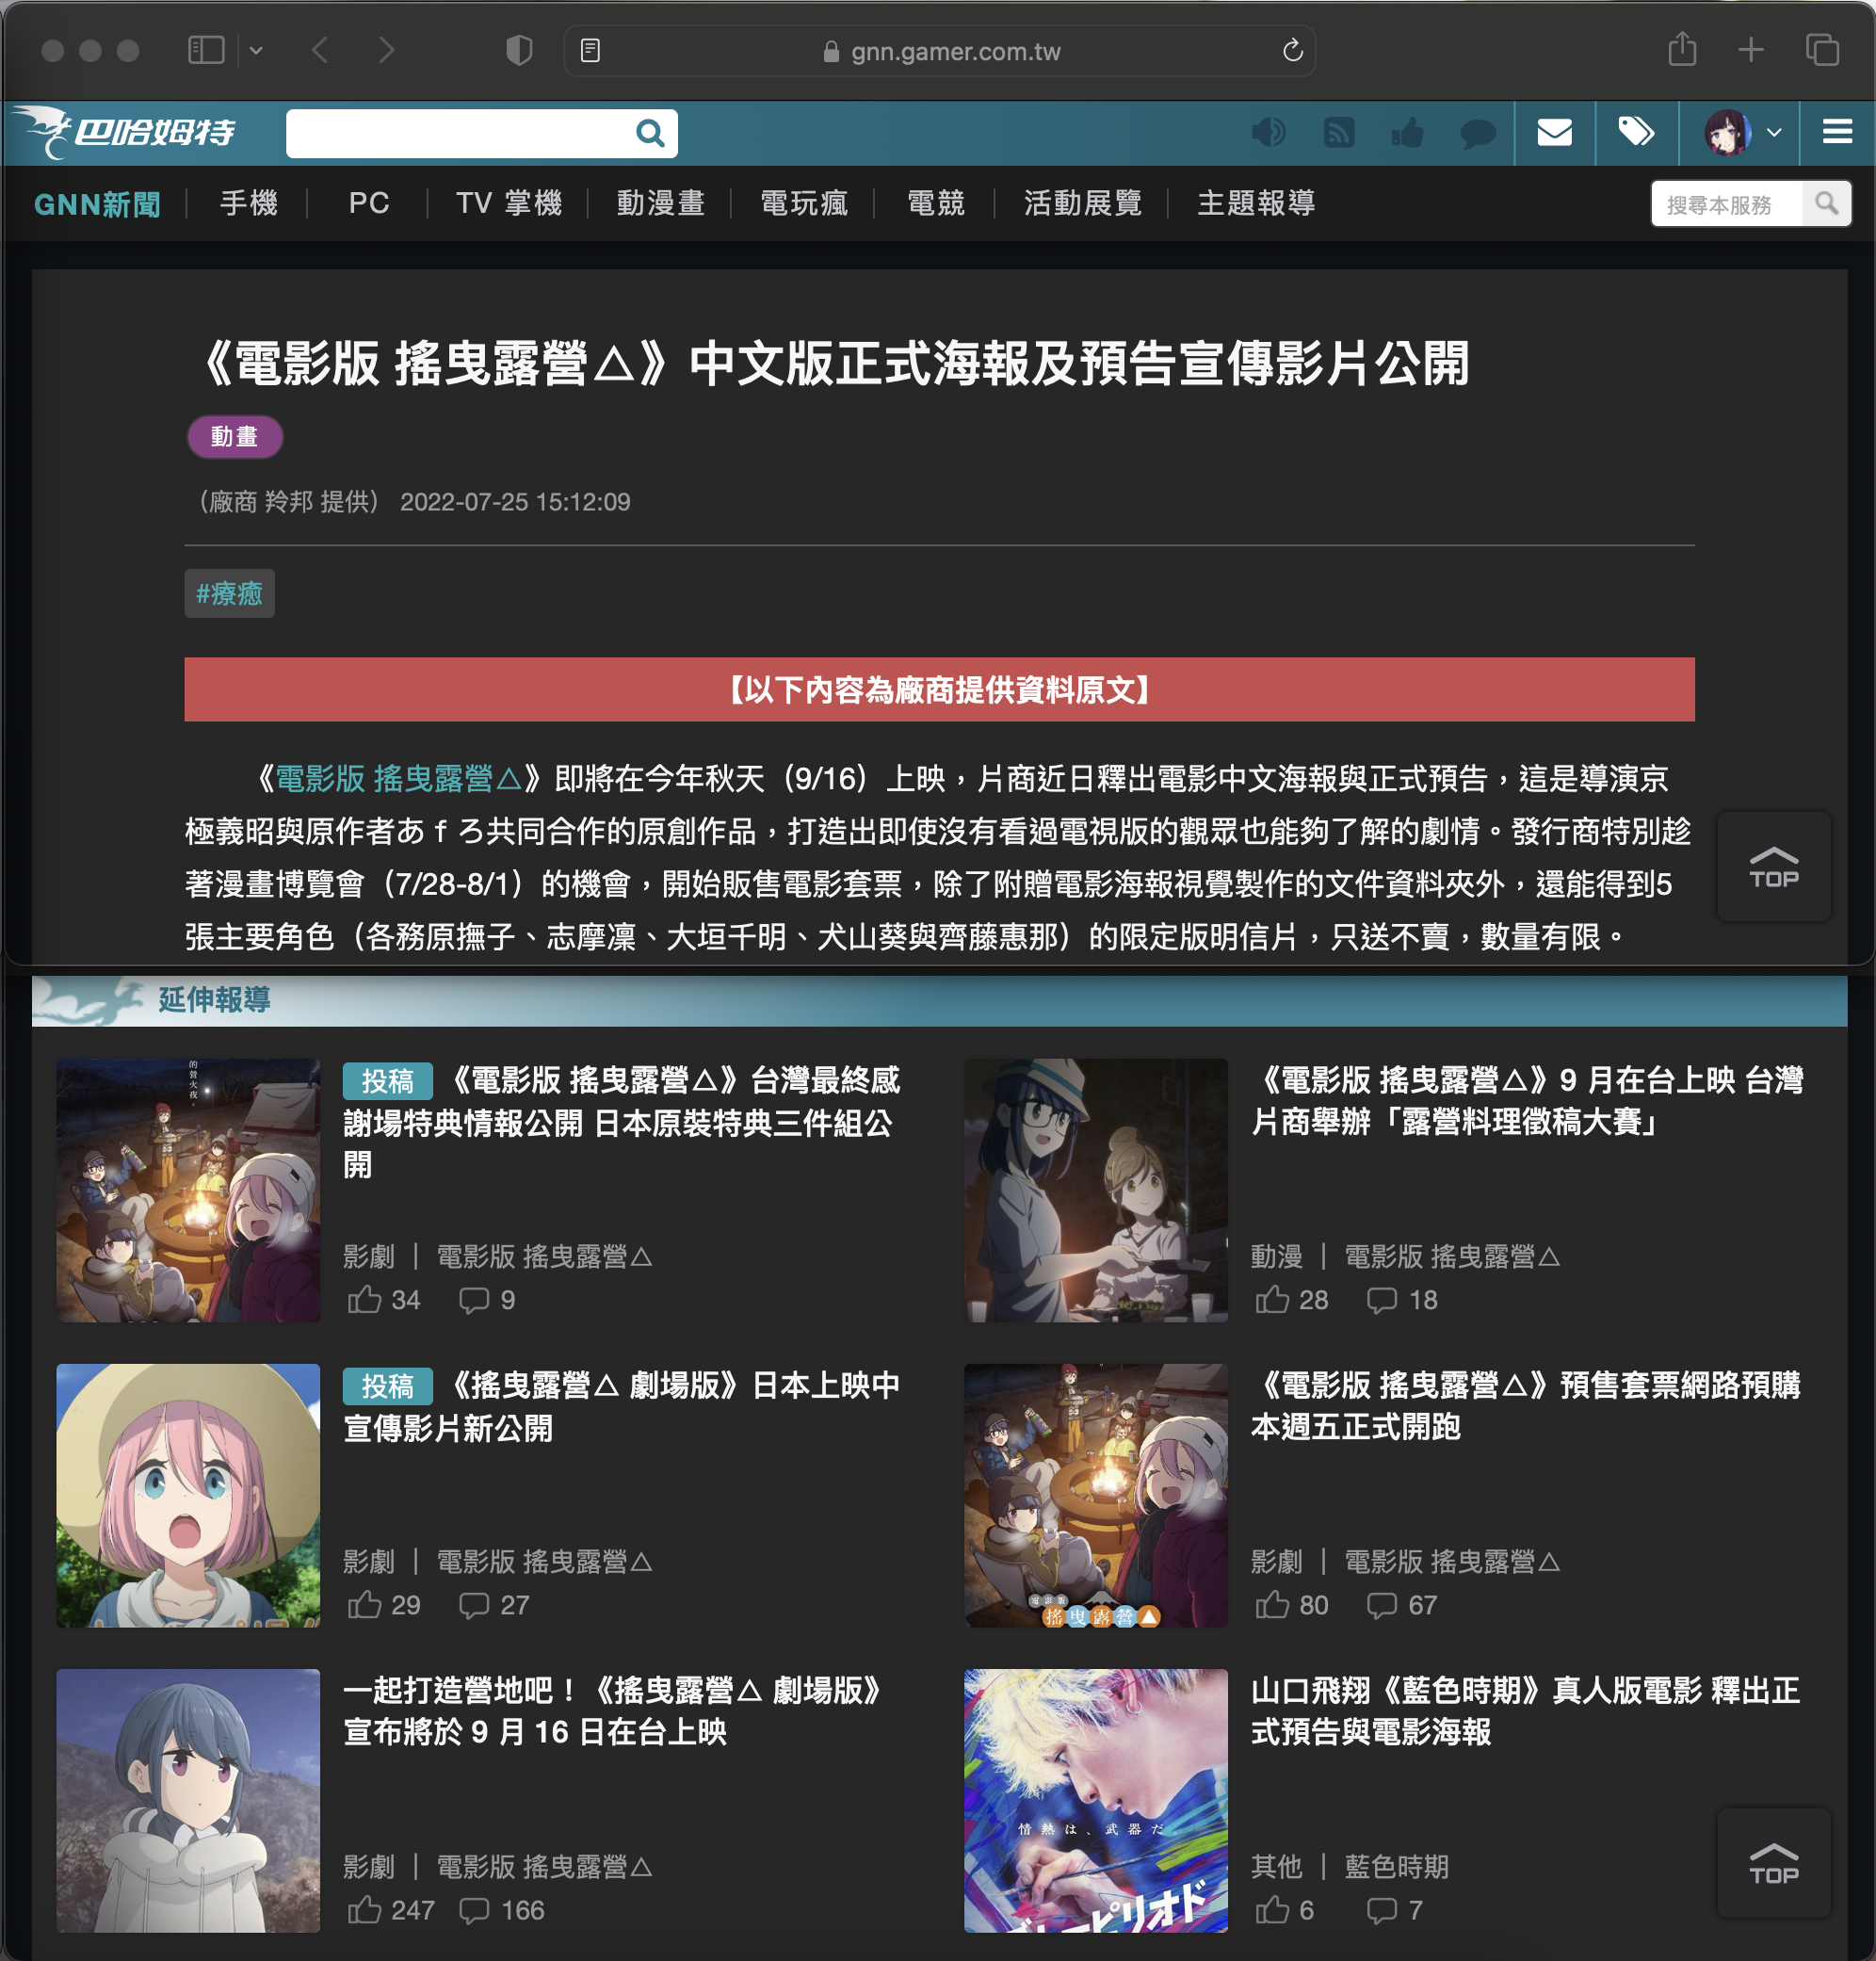 gnn.gamer.com.tw
巴哈姆特
GNN新聞 手機 PC TV 掌機 動漫畫 電玩瘋 電競 活動展覽 主題報導 搜尋本服務
《電影版 搖曳露營△》中文版正式海報及預告宣傳影片公開
動畫
（廠商 羚邦 提供） 2022-07-25 15:12:09
#療癒
【以下內容為廠商提供資料原文】
《電影版 搖曳露營△》即將在今年秋天（9/16）上映，片商近日釋出電影中文海報與正式預告，這是導演京
極義昭與原作者あｆろ共同合作的原創作品，打造出即使沒有看過電視版的觀眾也能夠了解的劇情。發行商特別趁
著漫畫博覽會（7/28-8/1）的機會，開始販售電影套票，除了附贈電影海報視覺製作的文件資料夾外，還能得到5
張主要角色（各務原撫子、志摩凜、大垣千明、犬山葵與齊藤惠那）的限定版明信片，只送不賣，數量有限。
TOP
延伸報導
的營火夜。
投稿 《電影版 搖曳露營△》台灣最終感
謝場特典情報公開 日本原裝特典三件組公
開
影劇 | 電影版 搖曳露營△
34 9
《電影版 搖曳露營△》9 月在台上映 台灣
片商舉辦「露營料理徵稿大賽」
動漫 | 電影版 搖曳露營△
28 18
投稿 《搖曳露營△ 劇場版》日本上映中
宣傳影片新公開
影劇 | 電影版 搖曳露營△
29 27
電影版
搖曳露營△
《電影版 搖曳露營△》預售套票網路預購
本週五正式開跑
影劇 | 電影版 搖曳露營△
80 67
一起打造營地吧！《搖曳露營△ 劇場版》
宣布將於 9 月 16 日在台上映
影劇 | 電影版 搖曳露營△
247 166
情熱は、武器だ
ブルーピリオド
山口飛翔《藍色時期》真人版電影 釋出正
式預告與電影海報
其他 | 藍色時期
6 7
TOP